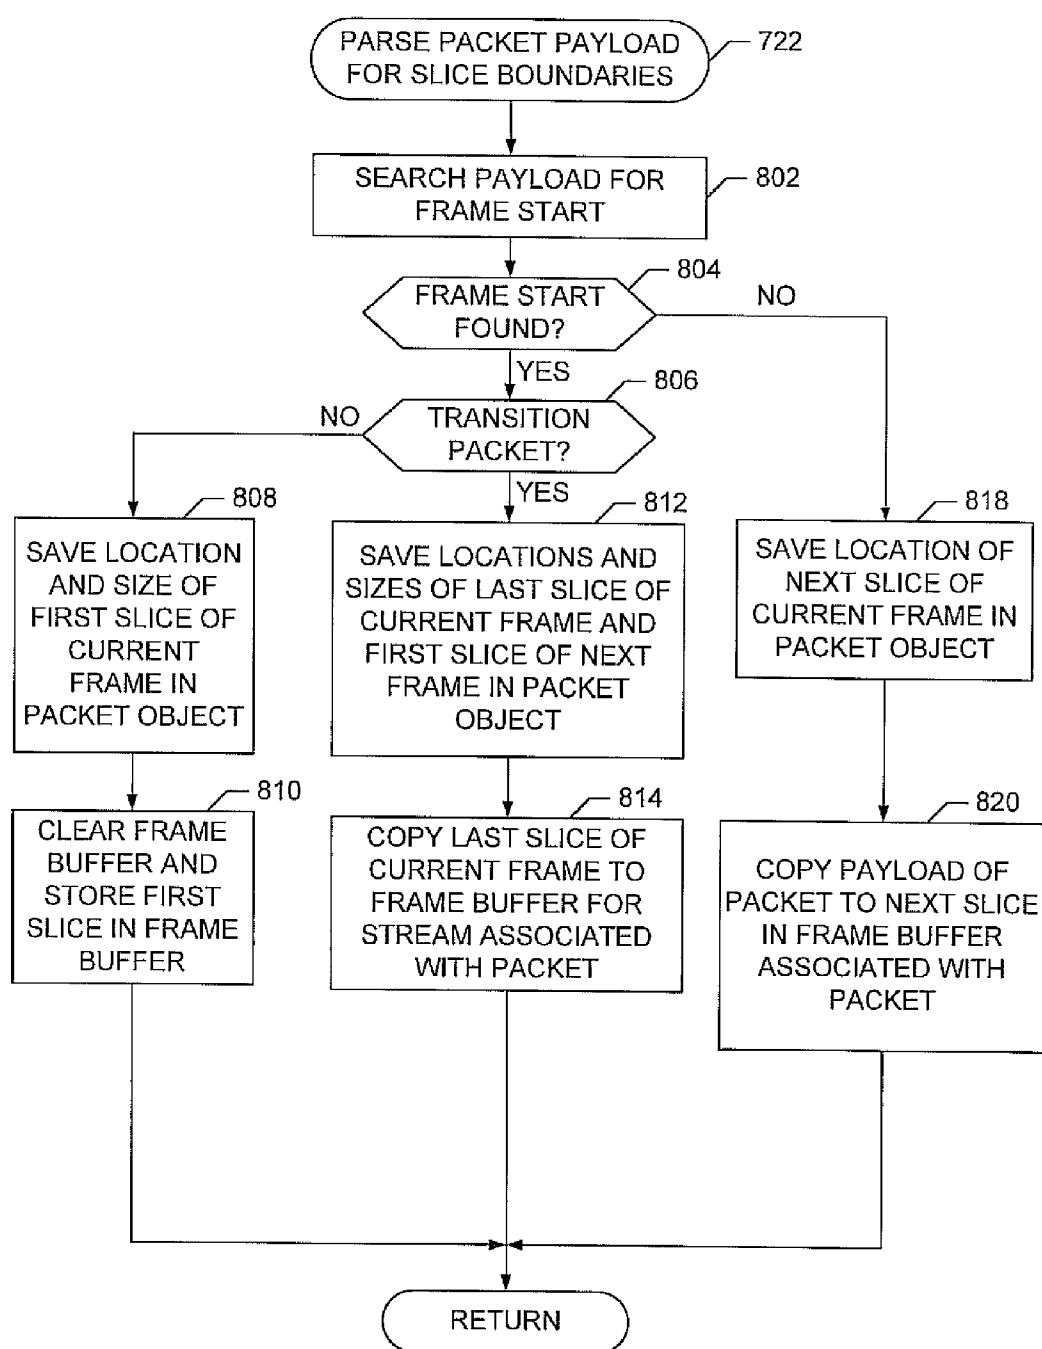 PARSE PACKET PAYLOAD
FOR SLICE BOUNDARIES
722
SEARCH PAYLOAD FOR
FRAME START
802
804
FRAME START
FOUND?
NO
YES
806
NO
TRANSITION
PACKET?
YES
808
SAVE LOCATION
AND SIZE OF
FIRST SLICE OF
CURRENT
FRAME IN
PACKET OBJECT
812
SAVE LOCATIONS AND
SIZES OF LAST SLICE OF
CURRENT FRAME AND
FIRST SLICE OF NEXT
FRAME IN PACKET
OBJECT
818
SAVE LOCATION OF
NEXT SLICE OF
CURRENT FRAME IN
PACKET OBJECT
810
CLEAR FRAME
BUFFER AND
STORE FIRST
SLICE IN FRAME
BUFFER
814
COPY LAST SLICE OF
CURRENT FRAME TO
FRAME BUFFER FOR
STREAM ASSOCIATED
WITH PACKET
820
COPY PAYLOAD OF
PACKET TO NEXT SLICE
IN FRAME BUFFER
ASSOCIATED WITH
PACKET
RETURN